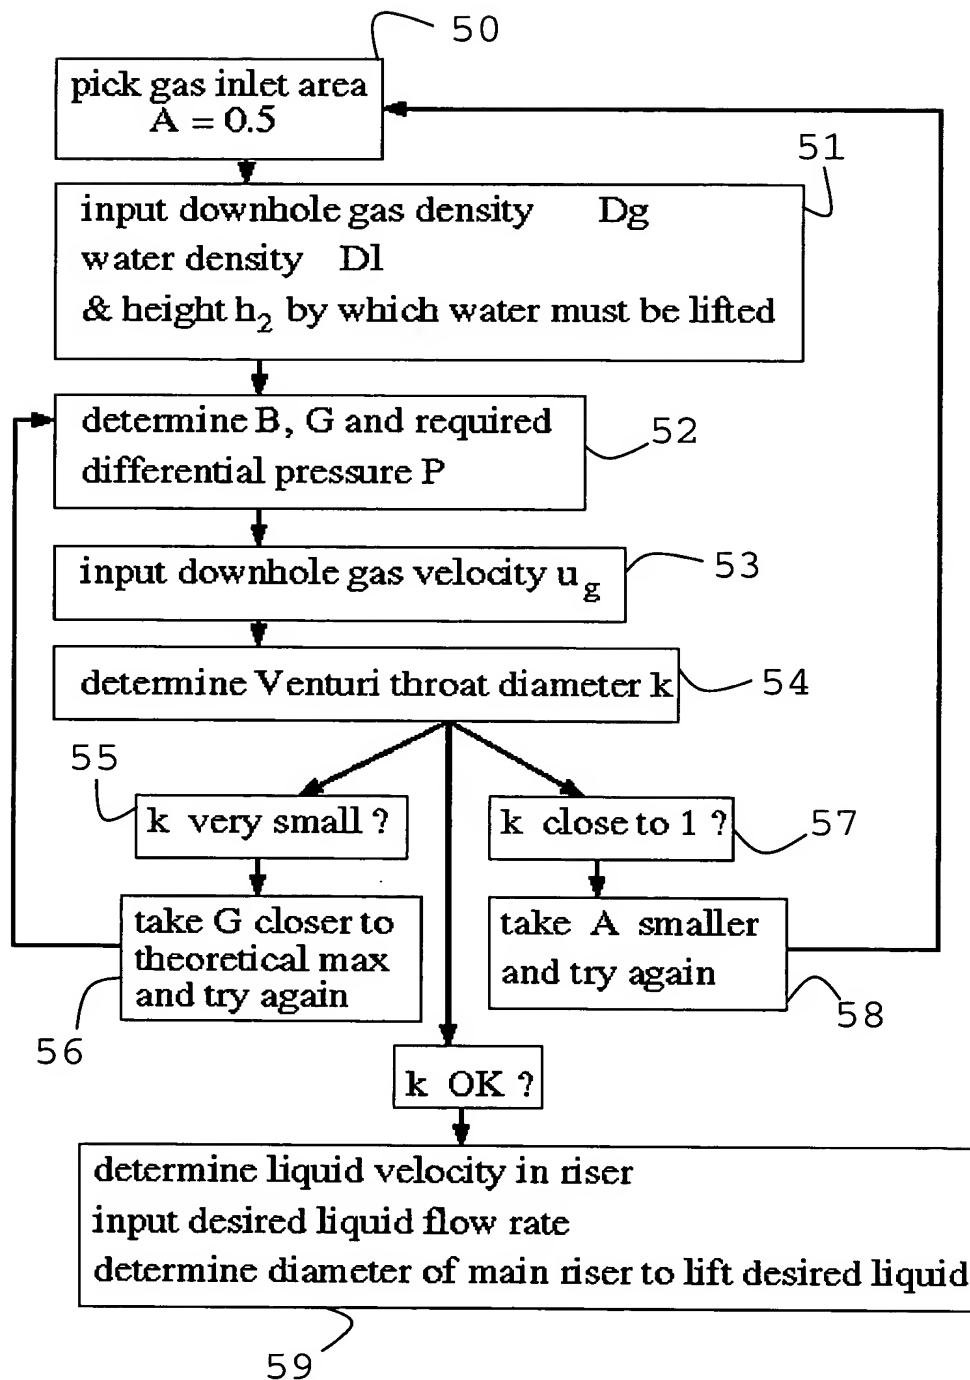 50
pick gas inlet area
A = 0.5
51
input downhole gas density Dg
water density Dl
& height h₂ by which water must be lifted
determine B, G and required
differential pressure P
52
input downhole gas velocity u g
53
determine Venturi throat diameter k
54
55
k very small ?
k close to 1 ?
57
take G closer to
theoretical max
and try again
take A smaller
and try again
56
58
k OK ?
determine liquid velocity in riser
input desired liquid flow rate
determine diameter of main riser to lift desired liquid
59